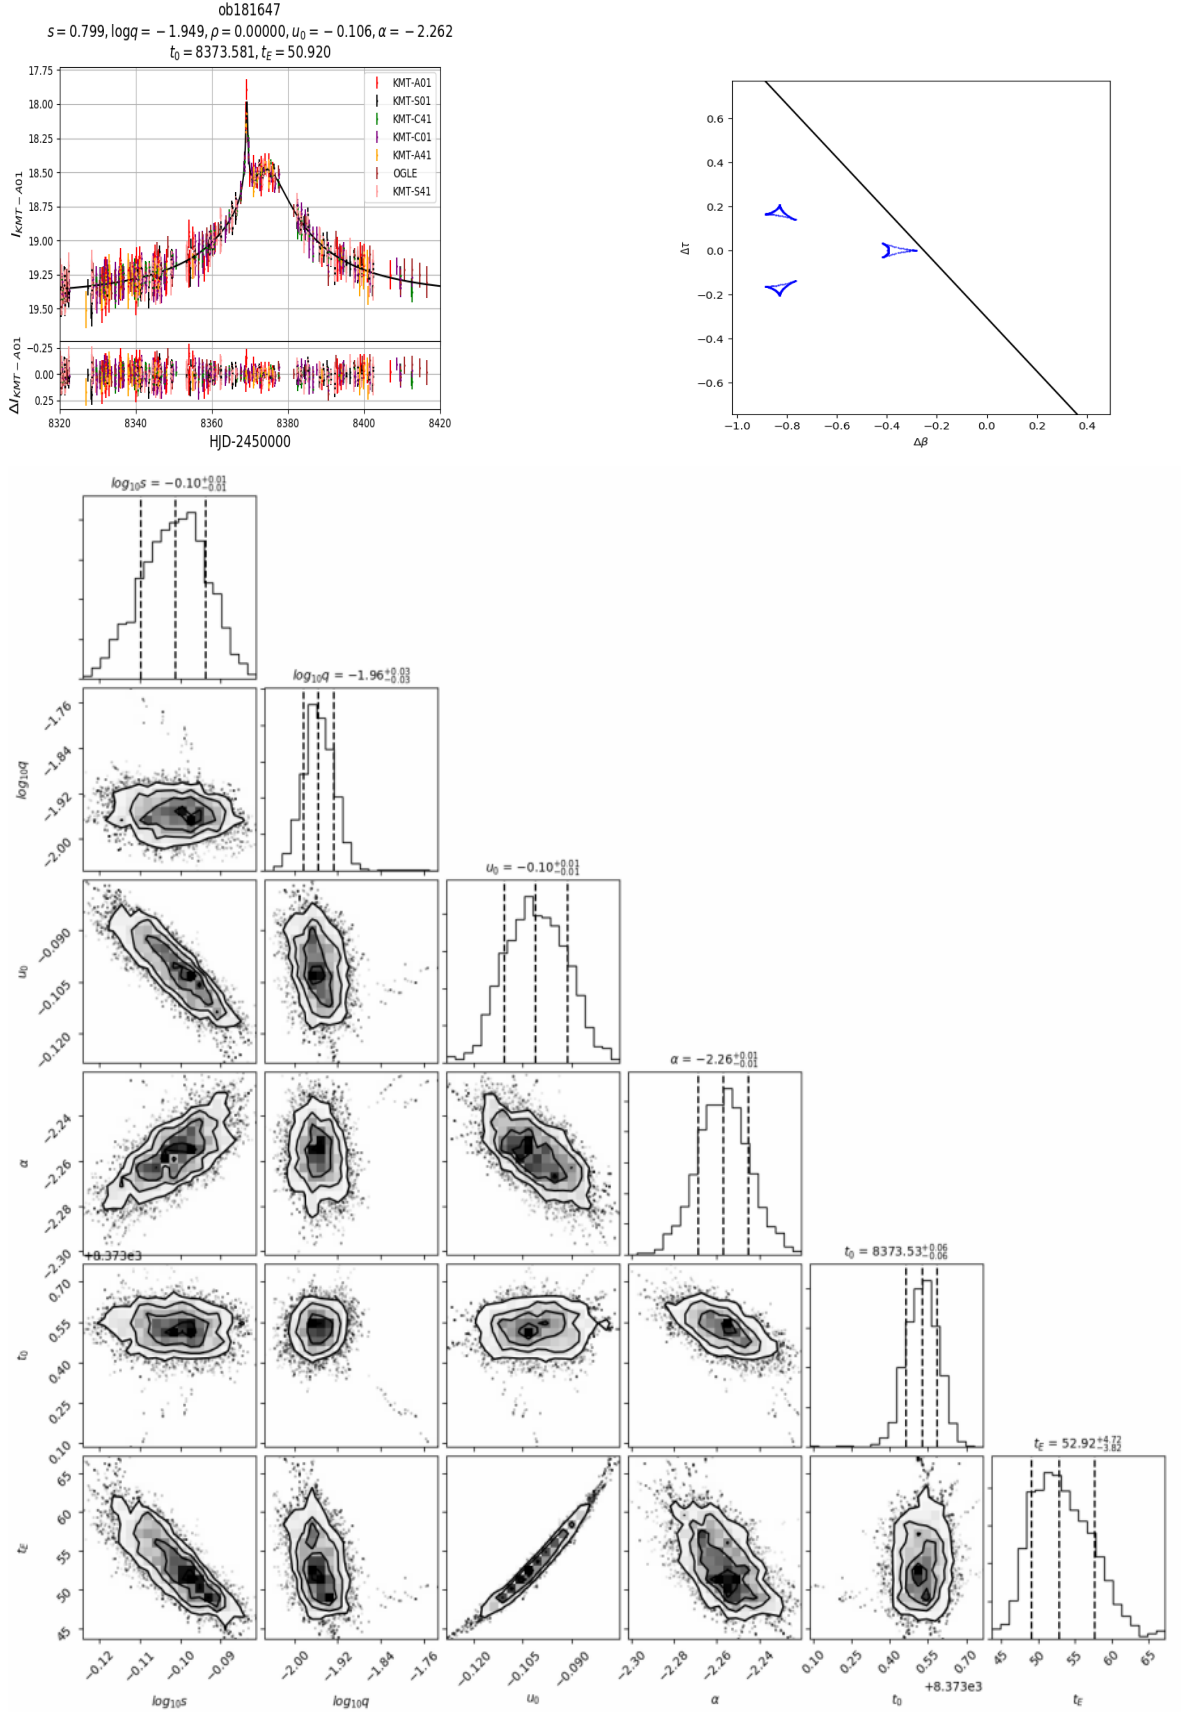 ob181647
s = 0.799, logq = −1.949, ρ = 0.00000, u₀ = −0.106, α = −2.262
t₀ = 8373.581, t_E = 50.920
17.75
18.00
18.25
18.50
18.75
19.00
19.25
19.50
I_KMT−A01
KMT-A01
KMT-S01
KMT-C41
KMT-C01
KMT-A41
OGLE
KMT-S41
−0.25
0.00
0.25
ΔI_KMT−A01
8320 8340 8360 8380 8400 8420
HJD-2450000
0.6
0.4
0.2
0.0
−0.2
−0.4
−0.6
Δτ
−1.0 −0.8 −0.6 −0.4 −0.2 0.0 0.2 0.4
Δβ
log₁₀s = −0.10 +0.01 −0.01
log₁₀q = −1.96 +0.03 −0.03
−1.76
−1.84
−1.92
−2.00
log₁₀q
u₀ = −0.10 +0.01 −0.01
−0.090
−0.105
−0.120
u₀
α = −2.26 +0.01 −0.01
−2.24
−2.26
−2.28
−2.30
α
+8.373e3
t₀ = 8373.53 +0.06 −0.06
0.70
0.55
0.40
0.25
0.10
t₀
t_E = 52.92 +4.72 −3.82
65
60
55
50
45
t_E
−0.12 −0.11 −0.10 −0.09
log₁₀s
−2.00 −1.92 −1.84 −1.76
log₁₀q
−0.120 −0.105 −0.090
u₀
−2.30 −2.28 −2.26 −2.24
α
0.10 0.25 0.40 0.55 0.70
+8.373e3
t₀
45 50 55 60 65
t_E